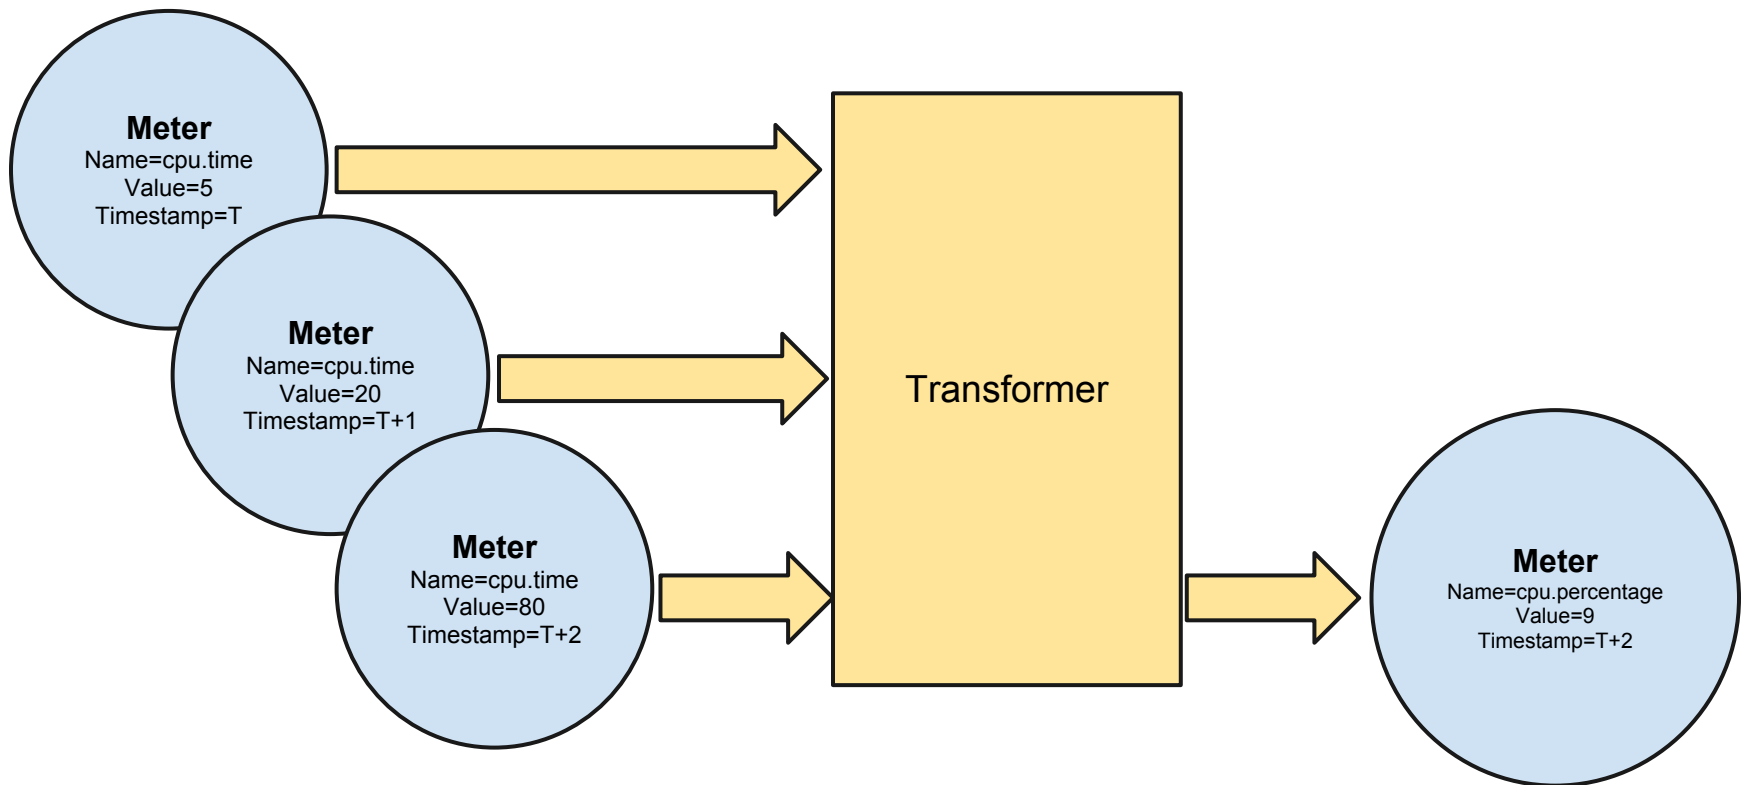 Meter
Name=cpu.time
Value=5
Timestamp=T
Meter
Name=cpu.time
Value=20
Timestamp=T+1
Meter
Name=cpu.time
Value=80
Timestamp=T+2
Transformer
Meter
Name=cpu.percentage
Value=9
Timestamp=T+2